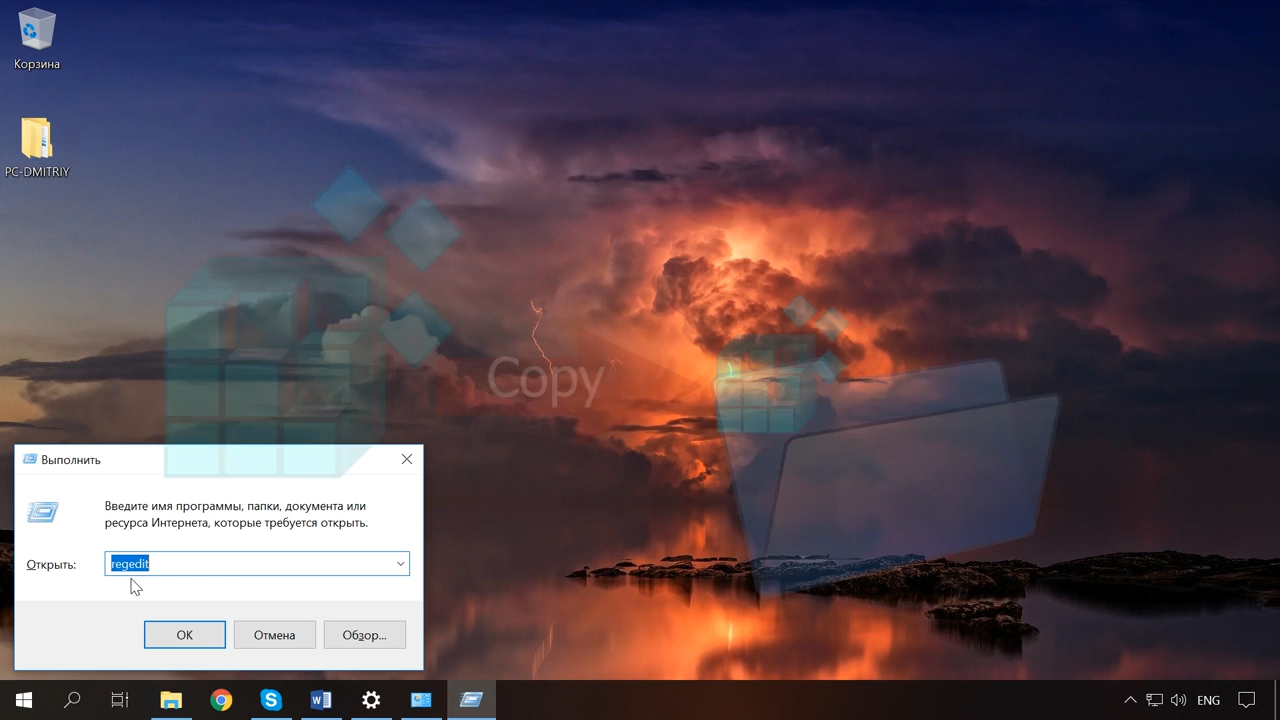 Корзина
PC-DMITRIY
Copy
Выполнить
Введите имя программы, папки, документа или
ресурса Интернета, которые требуется открыть.
Открыть:
regedit
OK
Отмена
Обзор...
ENG